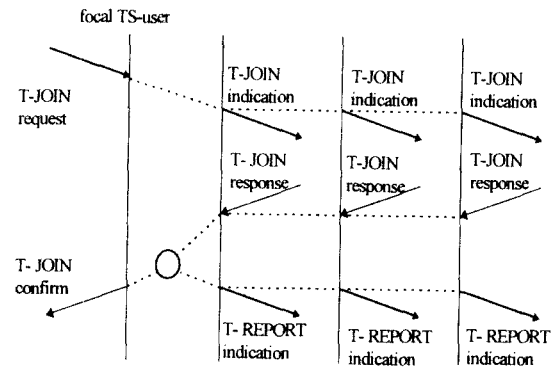 focal TS-user
T-JOIN
request
T-JOIN
indication
T-JOIN
indication
T-JOIN
indication
T- JOIN
response
T- JOIN
response
T- JOIN
response
T- JOIN
confirm
T- REPORT
indication
T- REPORT
indication
T- REPORT
indication